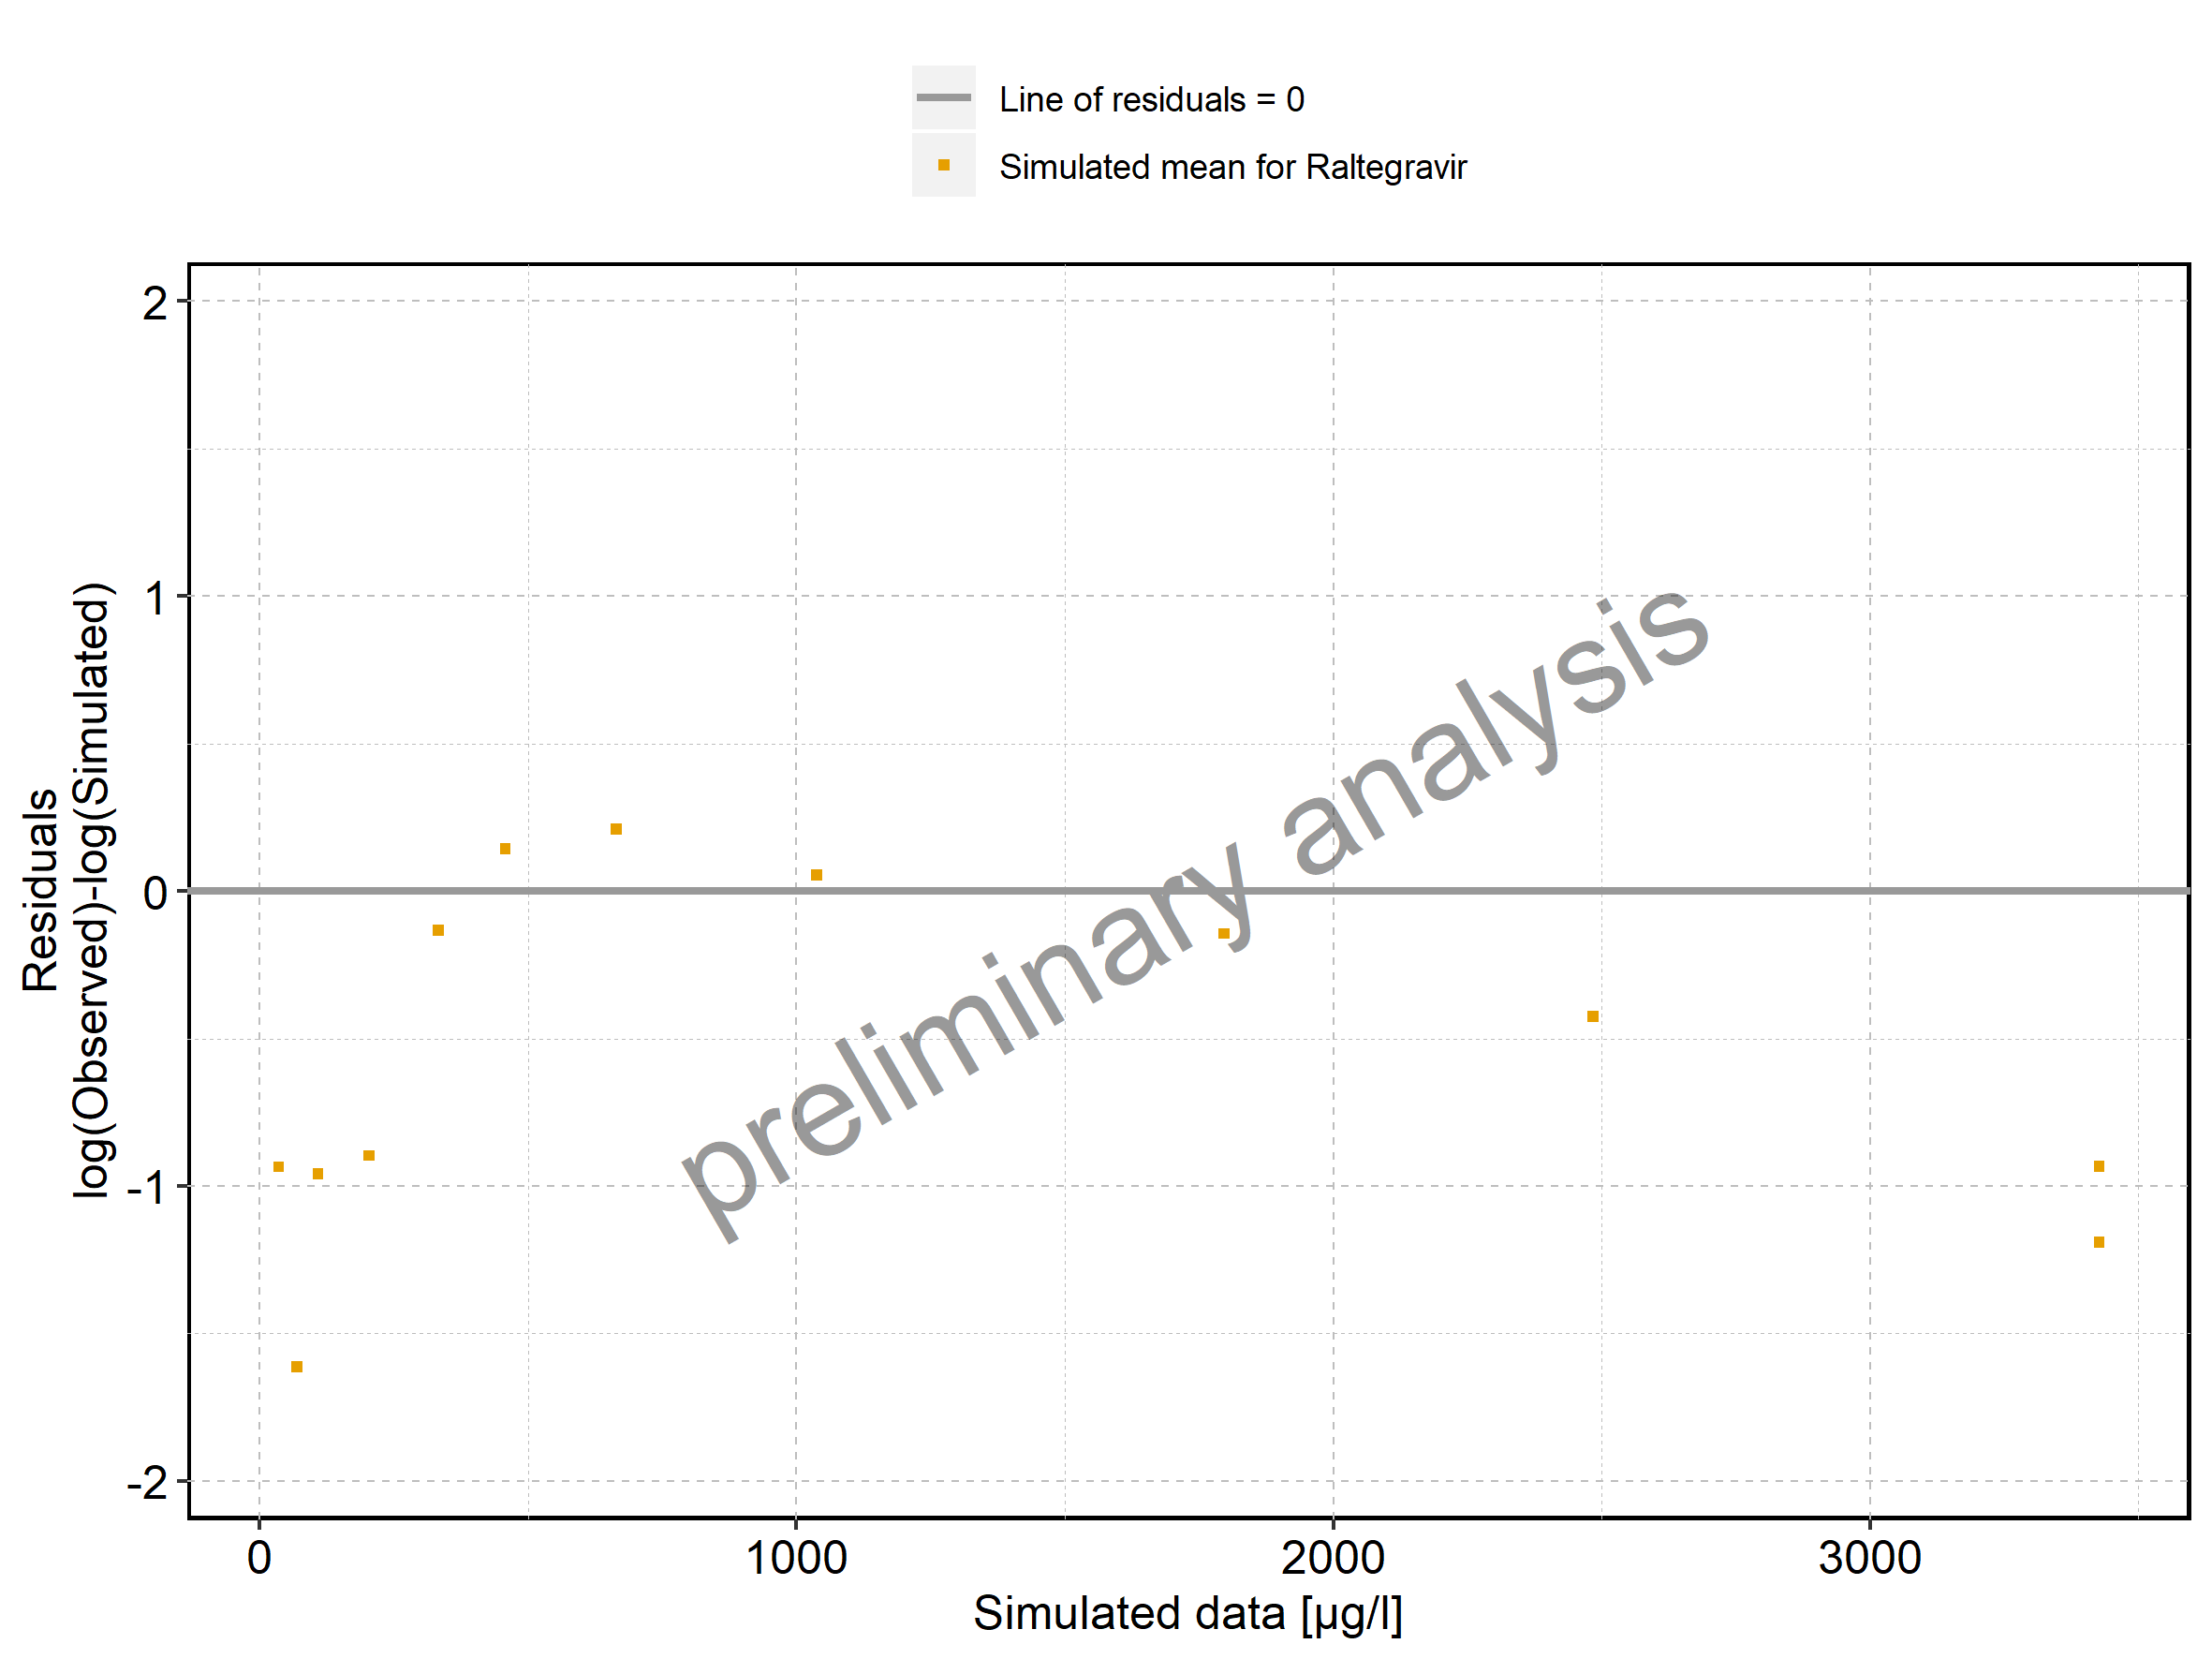 Line of residuals = 0
Simulated mean for Raltegravir
Residuals
log(Observed)-log(Simulated)
2
1
0
-1
-2
preliminary analysis
0
1000
2000
3000
Simulated data [µg/l]